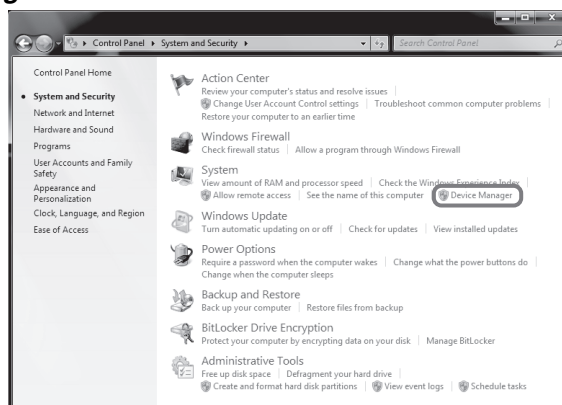 Control Panel System and Security
Search Control Panel
Control Panel Home
System and Security
Network and Internet
Hardware and Sound
Programs
User Accounts and Family
Safety
Appearance and
Personalization
Clock, Language, and Region
Ease of Access
Action Center
Review your computer's status and resolve issues
Change User Account Control settings Troubleshoot common computer problems
Restore your computer to an earlier time
Windows Firewall
Check firewall status Allow a program through Windows Firewall
System
View amount of RAM and processor speed Check the Windows Experience Index
Allow remote access See the name of this computer Device Manager
Windows Update
Turn automatic updating on or off Check for updates View installed updates
Power Options
Require a password when the computer wakes Change what the power buttons do
Change when the computer sleeps
Backup and Restore
Back up your computer Restore files from backup
BitLocker Drive Encryption
Protect your computer by encrypting data on your disk Manage BitLocker
Administrative Tools
Free up disk space Defragment your hard drive
Create and format hard disk partitions View event logs Schedule tasks